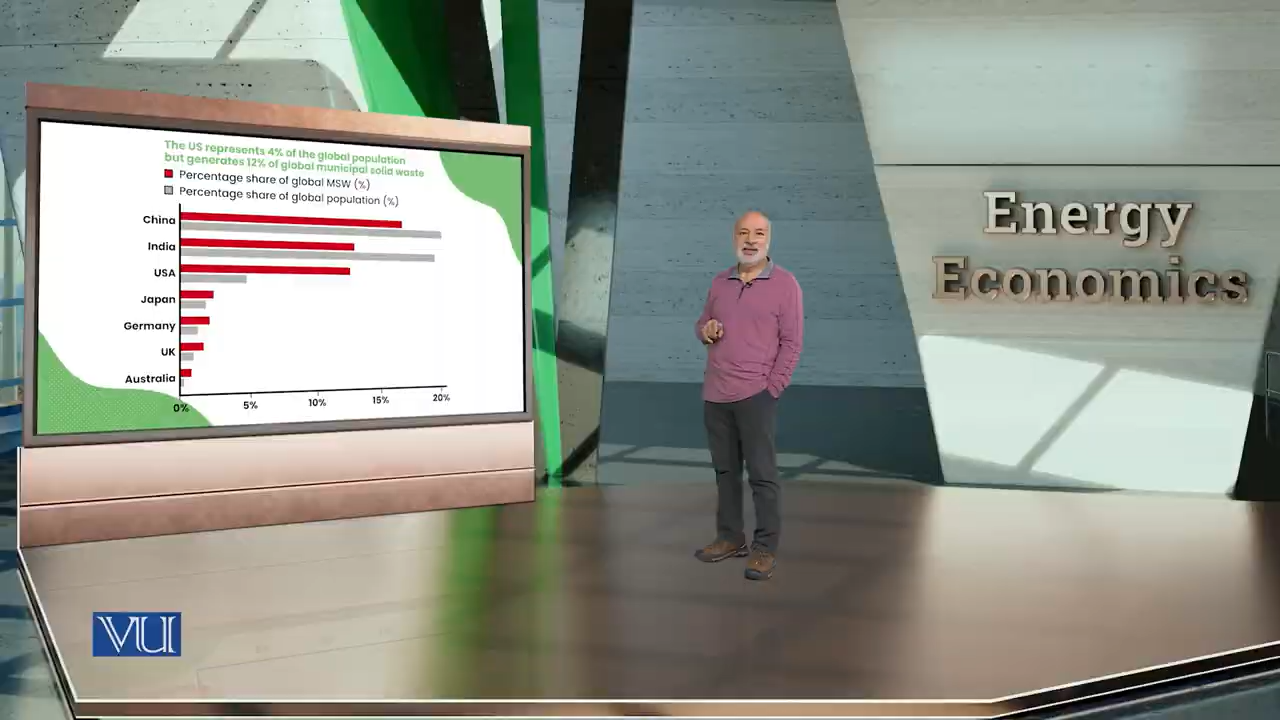 The US represents 4% of the global population
but generates 12% of global municipal solid waste
Percentage share of global MSW (%)
Percentage share of global population (%)
China
India
USA
Japan
Germany
UK
Australia
0% 5% 10% 15% 20%
Energy
Economics
VU